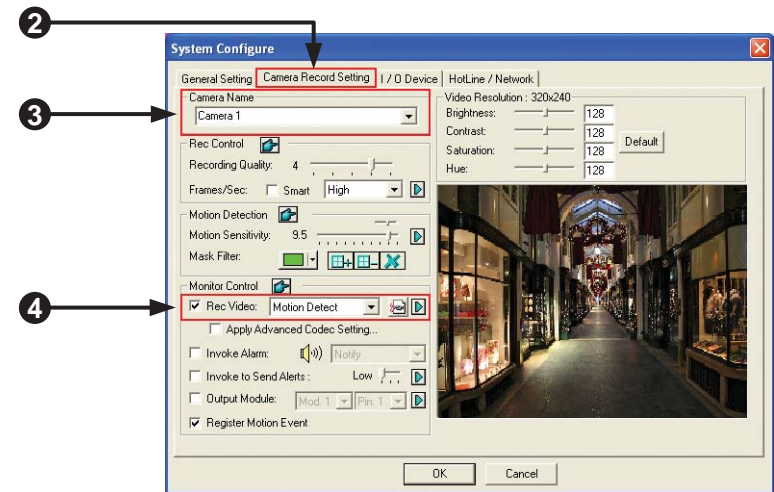 2
System Configure
General Setting Camera Record Setting I / O Device HotLine / Network
3
Camera Name
Camera 1
Rec Control
Recording Quality: 4
Frames/Sec: Smart High
Motion Detection
Motion Sensitivity: 9.5
Mask Filter:
4
Monitor Control
Rec Video: Motion Detect
Apply Advanced Codec Setting...
Invoke Alarm: Notify
Invoke to Send Alerts : Low
Output Module: Mod. 1 Pin. 1
Register Motion Event
Video Resolution : 320x240
Brightness: 128
Contrast: 128
Saturation: 128
Hue: 128
Default
OK Cancel